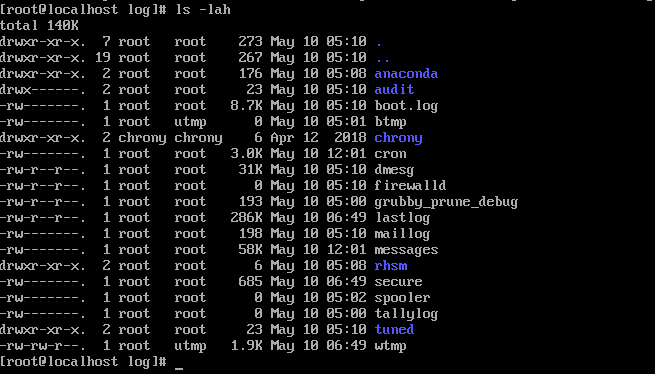 [root@localhost log]# ls -lah
total 140K
drwxr-xr-x.  7 root   root    273 May 10 05:10 .
drwxr-xr-x. 19 root   root    267 May 10 05:10 ..
drwxr-xr-x.  2 root   root    176 May 10 05:08 anaconda
drwx------.  2 root   root     23 May 10 05:10 audit
-rw-------.  1 root   root   8.7K May 10 05:10 boot.log
-rw-------.  1 root   utmp      0 May 10 05:01 btmp
drwxr-xr-x.  2 chrony chrony    6 Apr 12  2018 chrony
-rw-------.  1 root   root   3.0K May 10 12:01 cron
-rw-r--r--.  1 root   root    31K May 10 05:10 dmesg
-rw-------.  1 root   root      0 May 10 05:10 firewalld
-rw-r--r--.  1 root   root    193 May 10 05:00 grubby_prune_debug
-rw-r--r--.  1 root   root   286K May 10 06:49 lastlog
-rw-------.  1 root   root    198 May 10 05:10 maillog
-rw-------.  1 root   root    58K May 10 12:01 messages
drwxr-xr-x.  2 root   root      6 May 10 05:08 rhsm
-rw-------.  1 root   root    685 May 10 06:49 secure
-rw-------.  1 root   root      0 May 10 05:02 spooler
-rw-------.  1 root   root      0 May 10 05:00 tallylog
drwxr-xr-x.  2 root   root     23 May 10 05:10 tuned
-rw-rw-r--.  1 root   utmp   1.9K May 10 06:49 wtmp
[root@localhost log]# _